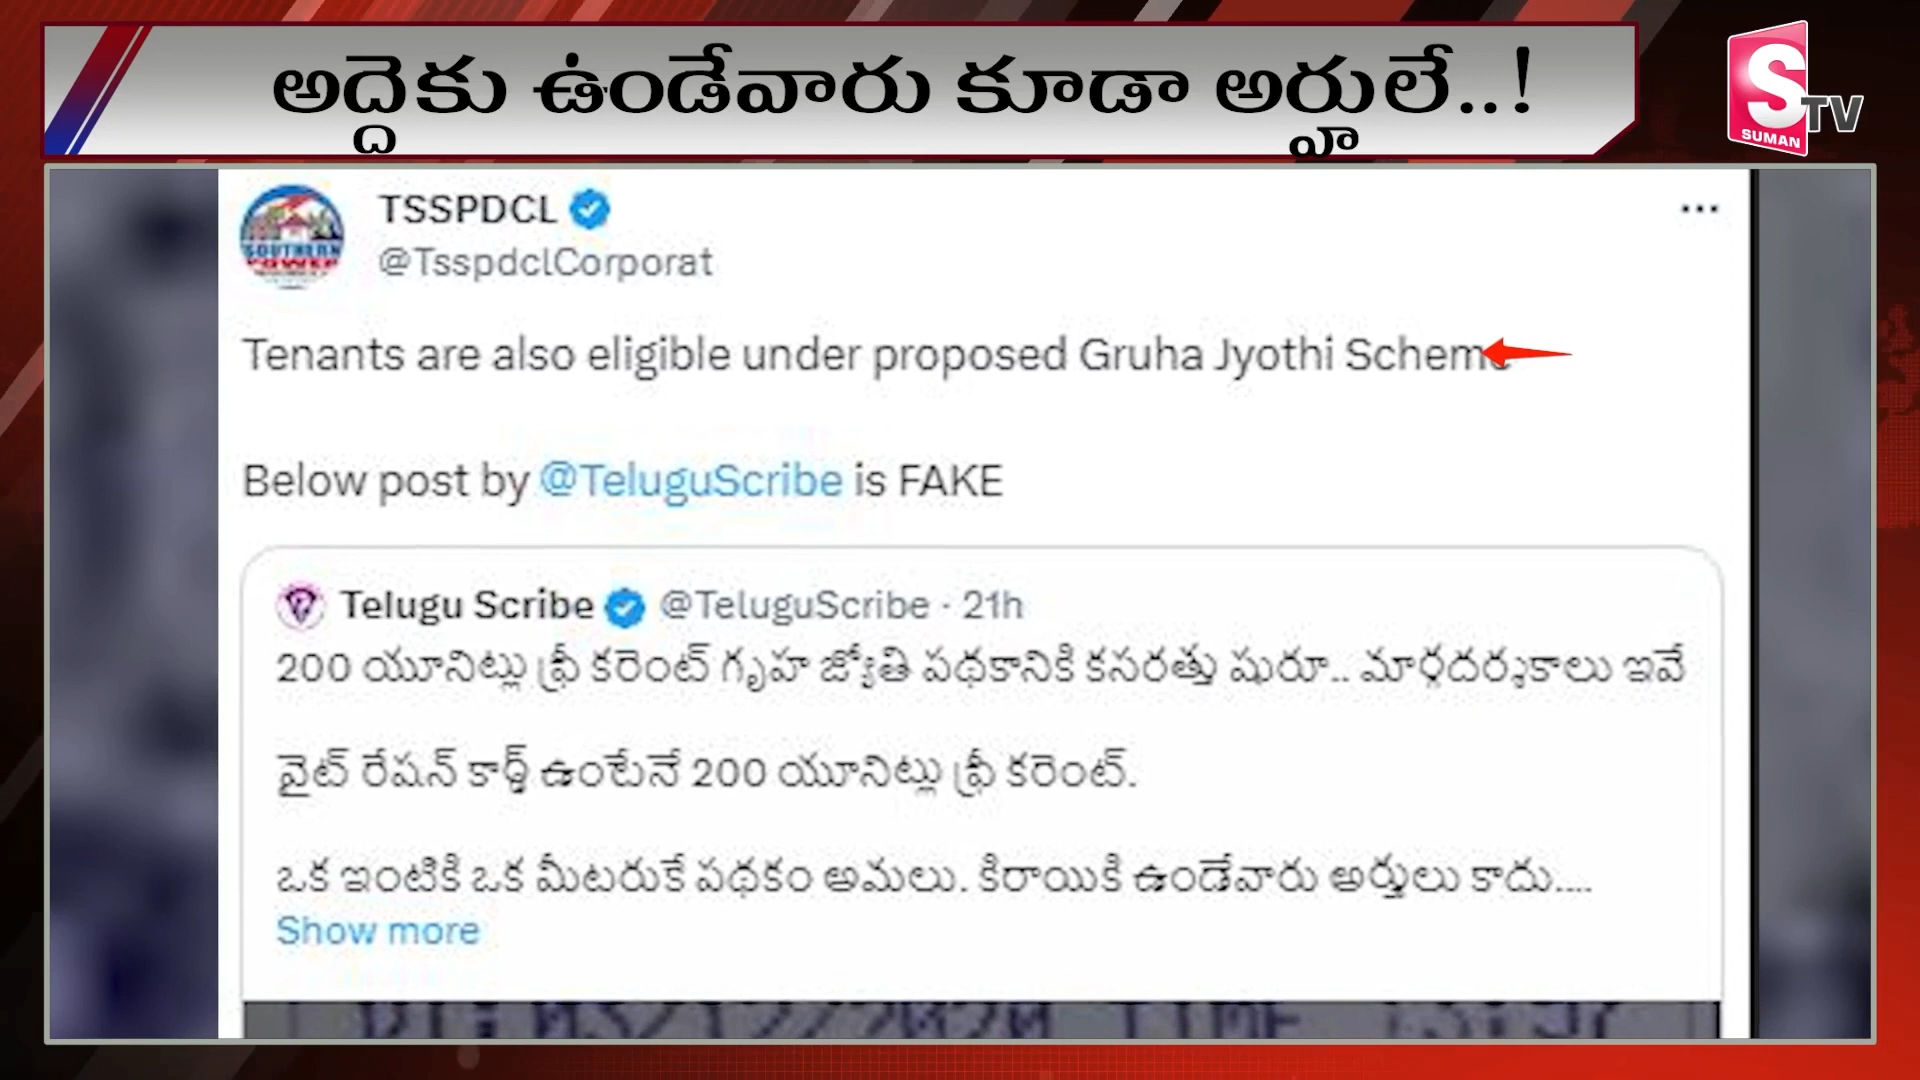 అద్దెకు ఉండేవారు కూడా అర్హులే..!
S
TV
SUMAN
TSSPDCL
@TsspdclCorporat
SOUTHERN
POWER
Tenants are also eligible under proposed Gruha Jyothi Scheme
Below post by @TeluguScribe is FAKE
Telugu Scribe @TeluguScribe · 21h
200 యూనిట్లు ఫ్రీ కరెంట్ గృహ జ్యోతి పథకానికి కసరత్తు షురూ.. మార్గదర్శకాలు ఇవే
వైట్ రేషన్ కార్డ్ ఉంటేనే 200 యూనిట్లు ఫ్రీ కరెంట్.
ఒక ఇంటికి ఒక మీటరుకే పథకం అమలు. కిరాయికి ఉండేవారు అర్హులు కాదు....
Show more